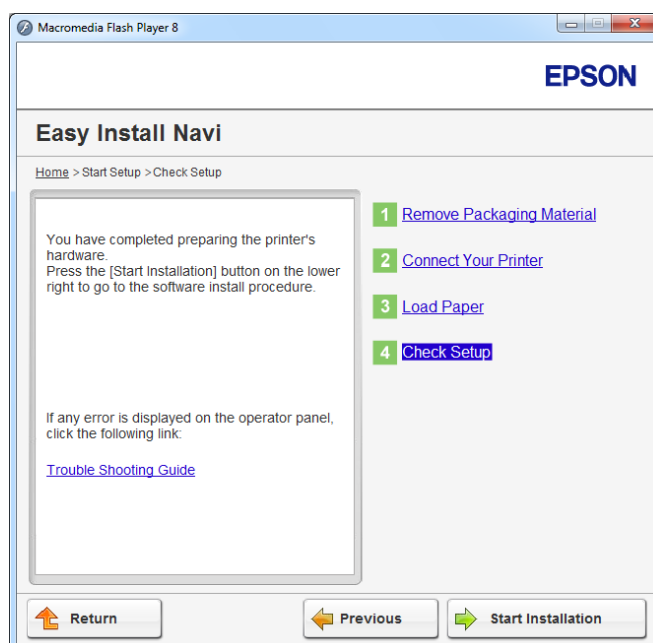 Macromedia Flash Player 8
EPSON
Easy Install Navi
Home > Start Setup >Check Setup
You have completed preparing the printer's
hardware.
Press the [Start Installation] button on the lower
right to go to the software install procedure.
If any error is displayed on the operator panel,
click the following link:
Trouble Shooting Guide
1 Remove Packaging Material
2 Connect Your Printer
3 Load Paper
4 Check Setup
Return
Previous
Start Installation